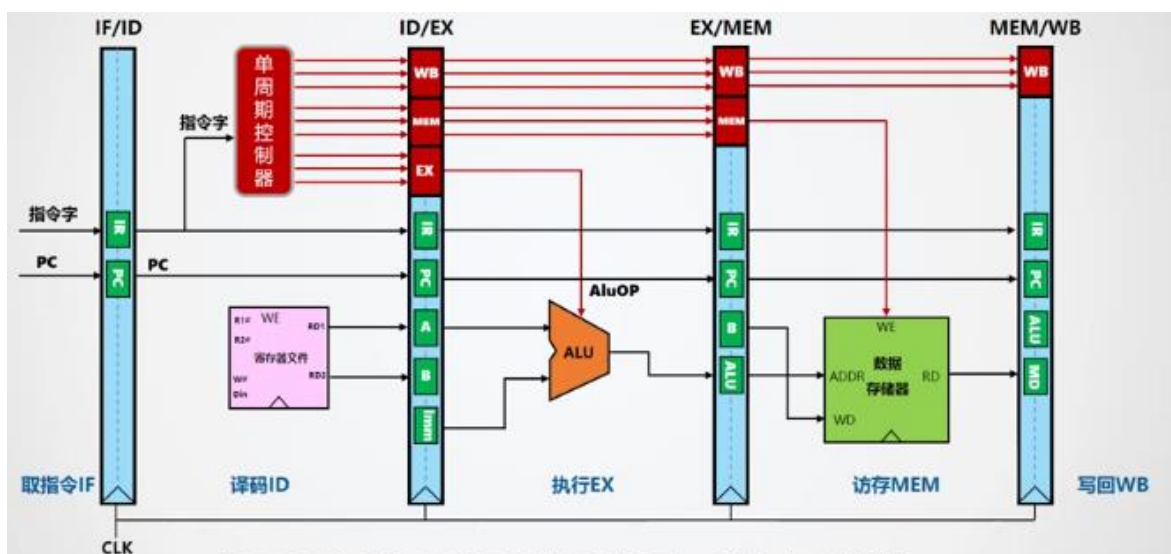 IF/ID
ID/EX
EX/MEM
MEM/WB
单周期控制器
WB
WB
WB
指令字
MEM
MEM
EX
指令字
IR
IR
IR
IR
PC
PC
PC
PC
PC
PC
AluOP
R1#
WE
RD1
R2#
寄存器文件
W#
RD2
Din
A
B
Imm
ALU
B
ALU
WE
ADDR
数据
存储器
RD
WD
ALU
MD
取指令IF
译码ID
执行EX
访存MEM
写回WB
CLK